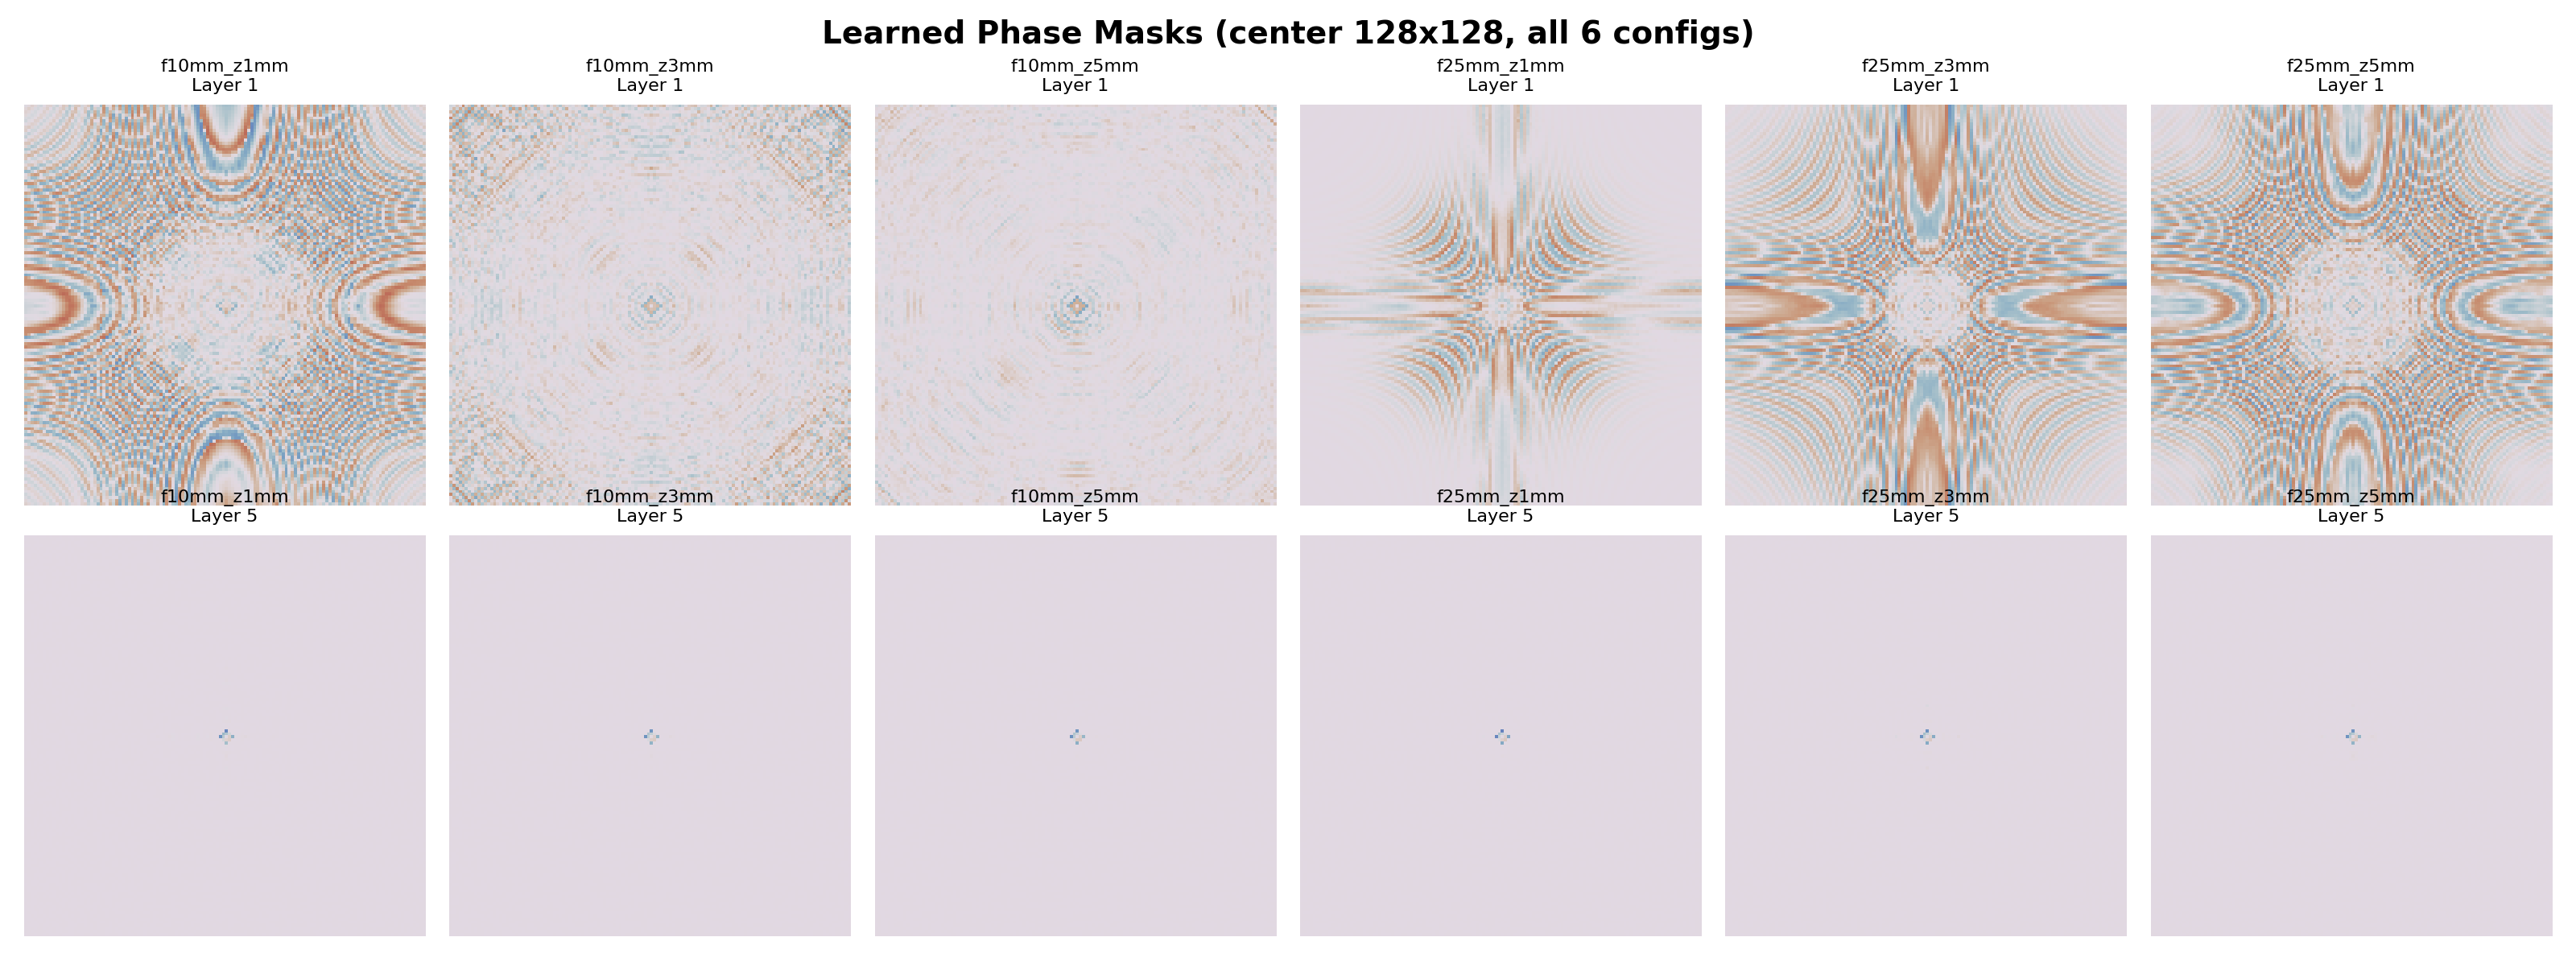 Learned Phase Masks (center 128x128, all 6 configs)
f10mm_z1mm
Layer 1
f10mm_z3mm
Layer 1
f10mm_z5mm
Layer 1
f25mm_z1mm
Layer 1
f25mm_z3mm
Layer 1
f25mm_z5mm
Layer 1
f10mm_z1mm
Layer 5
f10mm_z3mm
Layer 5
f10mm_z5mm
Layer 5
f25mm_z1mm
Layer 5
f25mm_z3mm
Layer 5
f25mm_z5mm
Layer 5